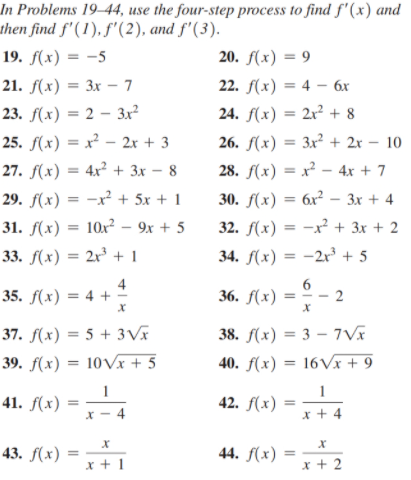 In Problems 19–44, use the four-step process to find f′(x) and
then find f′(1), f′(2), and f′(3).
19. f(x) = −5 20. f(x) = 9
21. f(x) = 3x − 7 22. f(x) = 4 − 6x
23. f(x) = 2 − 3x² 24. f(x) = 2x² + 8
25. f(x) = x² − 2x + 3 26. f(x) = 3x² + 2x − 10
27. f(x) = 4x² + 3x − 8 28. f(x) = x² − 4x + 7
29. f(x) = −x² + 5x + 1 30. f(x) = 6x² − 3x + 4
31. f(x) = 10x² − 9x + 5 32. f(x) = −x² + 3x + 2
33. f(x) = 2x³ + 1 34. f(x) = −2x³ + 5
35. f(x) = 4 + 4/x 36. f(x) = 6/x − 2
37. f(x) = 5 + 3√x 38. f(x) = 3 − 7√x
39. f(x) = 10√(x + 5) 40. f(x) = 16√(x + 9)
41. f(x) = 1/(x − 4) 42. f(x) = 1/(x + 4)
43. f(x) = x/(x + 1) 44. f(x) = x/(x + 2)